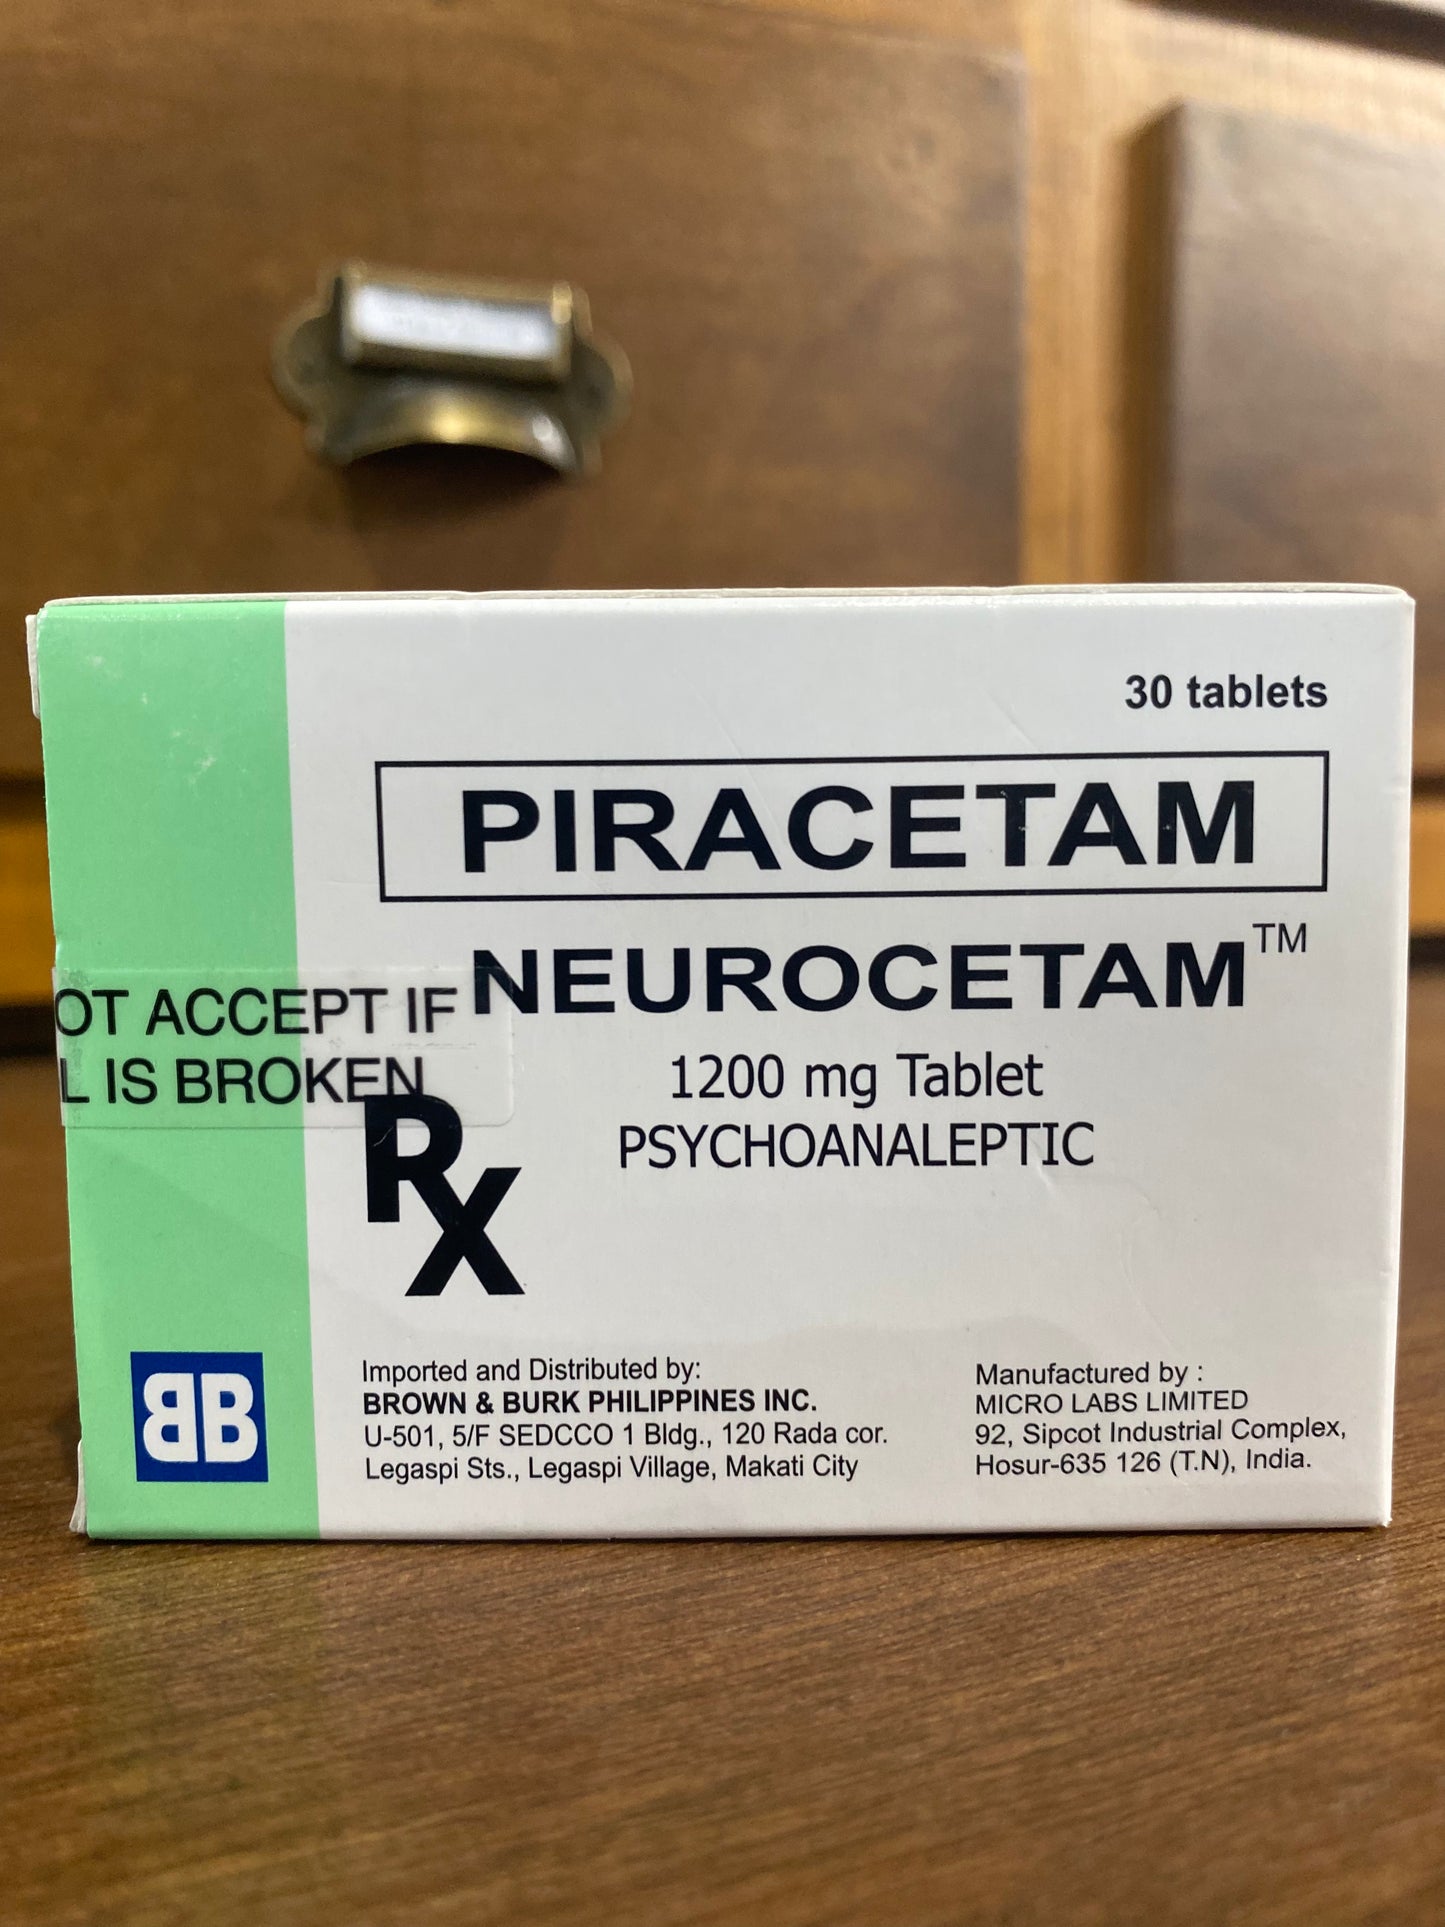 30 tablets
PIRACETAM
NEUROCETAM™
OT ACCEPT IF
L IS BROKEN
1200 mg Tablet
PSYCHOANALEPTIC
Rx
BB
Imported and Distributed by:
BROWN & BURK PHILIPPINES INC.
U-501, 5/F SEDCCO 1 Bldg., 120 Rada cor.
Legaspi Sts., Legaspi Village, Makati City
Manufactured by :
MICRO LABS LIMITED
92, Sipcot Industrial Complex,
Hosur-635 126 (T.N), India.